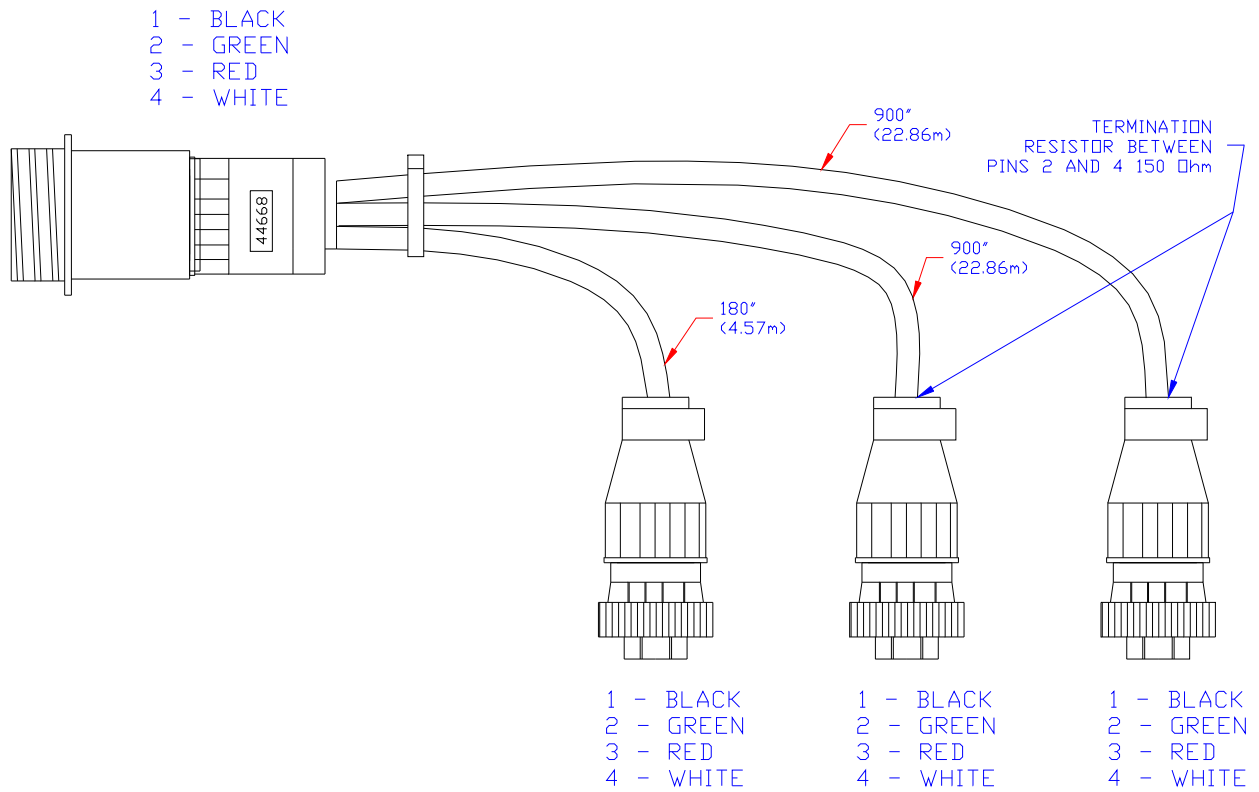 1 - BLACK
2 - GREEN
3 - RED
4 - WHITE
900"
(22.86m)
TERMINATION
RESISTOR BETWEEN
PINS 2 AND 4 150 Ohm
44668
900"
(22.86m)
180"
(4.57m)
1 - BLACK
2 - GREEN
3 - RED
4 - WHITE
1 - BLACK
2 - GREEN
3 - RED
4 - WHITE
1 - BLACK
2 - GREEN
3 - RED
4 - WHITE